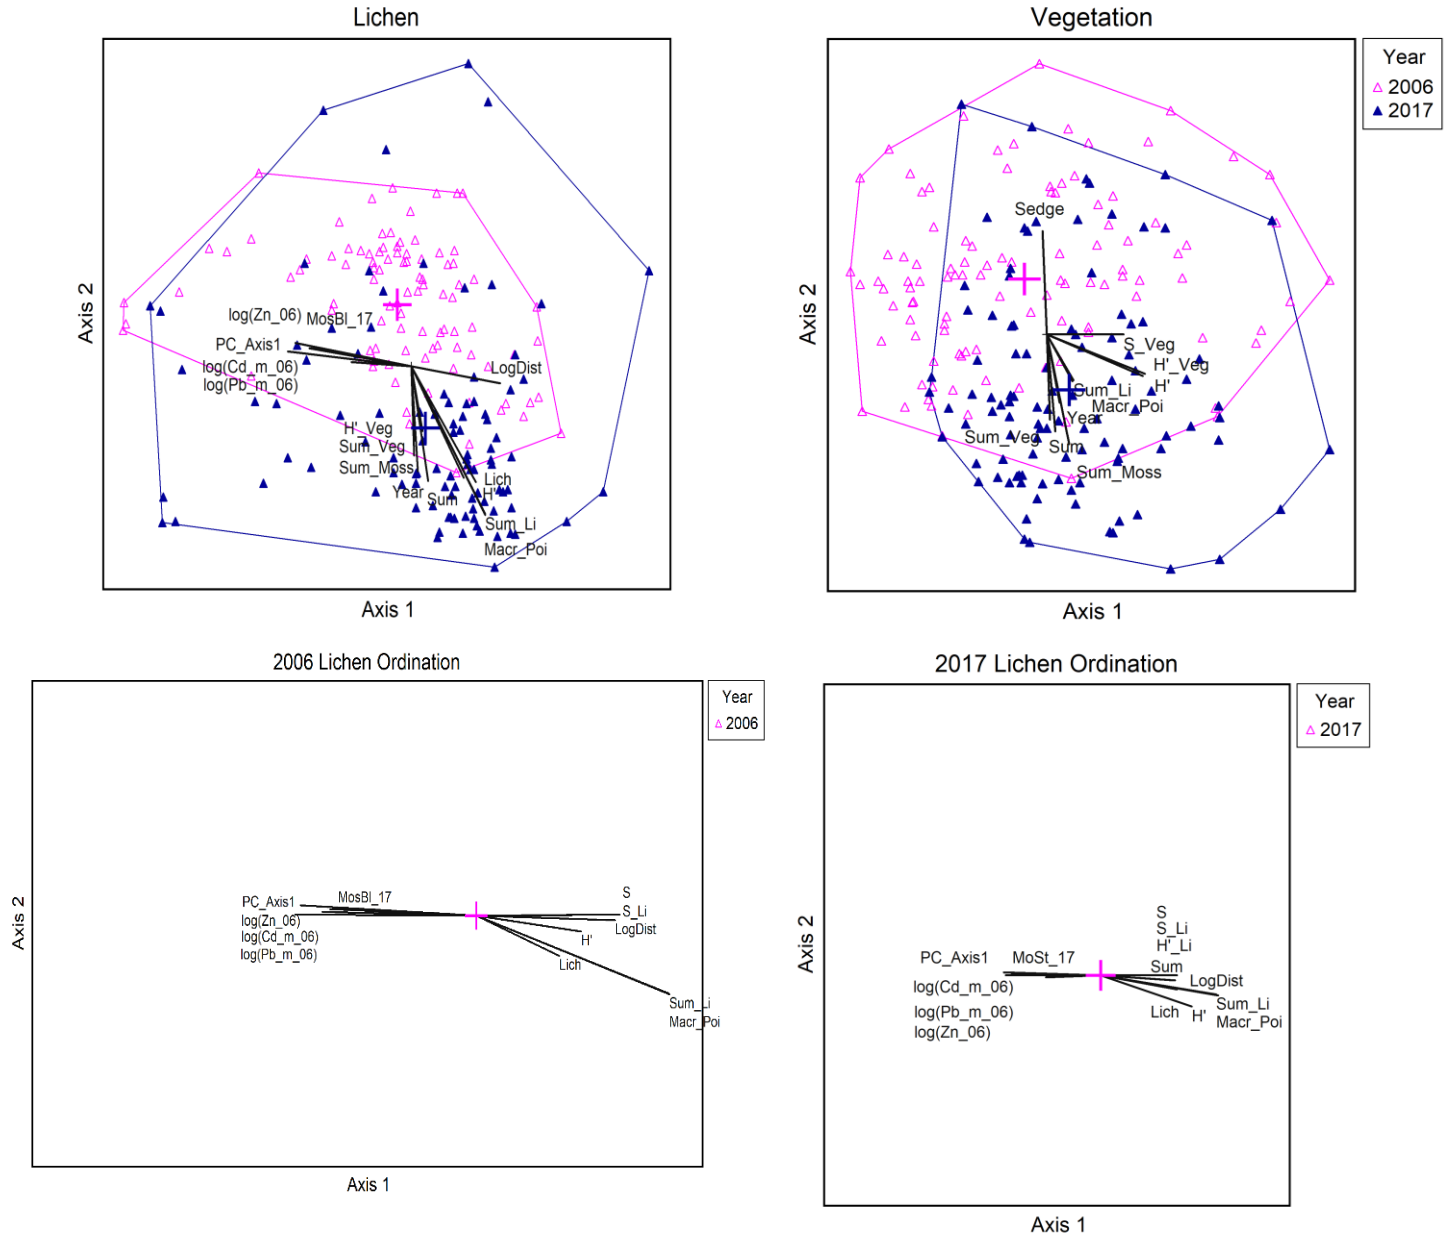 Lichen
Axis 2
log(Zn_06)
MosBl_17
PC_Axis1
log(Cd_m_06)
log(Pb_m_06)
LogDist
H'_Veg
Sum_Veg
Sum_Moss
Year
Sum
Lich
H'
Sum_Li
Macr_Poi
Axis 1
Vegetation
Year
2006
2017
Axis 2
Sedge
S_Veg
H'_Veg
H'
Sum_Li
Macr_Poi
Year
Sum_Veg
Sum
Sum_Moss
Axis 1
2006 Lichen Ordination
Year
2006
Axis 2
PC_Axis1
MosBl_17
log(Zn_06)
log(Cd_m_06)
log(Pb_m_06)
S
S_Li
LogDist
H'
Lich
Sum_Li
Macr_Poi
Axis 1
2017 Lichen Ordination
Year
2017
Axis 2
PC_Axis1
MoSt_17
log(Cd_m_06)
log(Pb_m_06)
log(Zn_06)
S
S_Li
H'_Li
Sum
LogDist
Lich
H'
Sum_Li
Macr_Poi
Axis 1